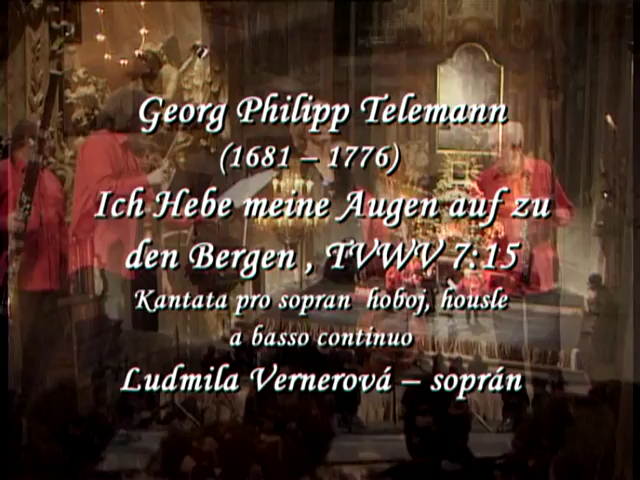 Georg Philipp Telemann
(1681 – 1776)
Ich Hebe meine Augen auf zu
den Bergen , TVWV 7:15
Kantata pro sopran hoboj, housle
a basso continuo
Ludmila Vernerová – soprán